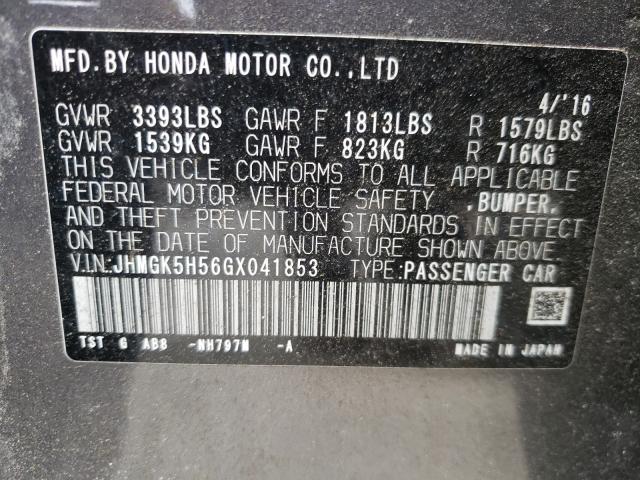 MFD.BY HONDA MOTOR CO.,LTD
4/'16
GVWR 3393LBS GAWR F 1813LBS R 1579LBS
GVWR 1539KG GAWR F 823KG R 716KG
THIS VEHICLE CONFORMS TO ALL APPLICABLE
FEDERAL MOTOR VEHICLE SAFETY ,BUMPER,
AND THEFT PREVENTION STANDARDS IN EFFECT
ON THE DATE OF MANUFACTURE SHOWN ABOVE.
V.I.N:JHMGK5H56GX041853 TYPE:PASSENGER CAR
TST G AB8 -NH797M -A MADE IN JAPAN